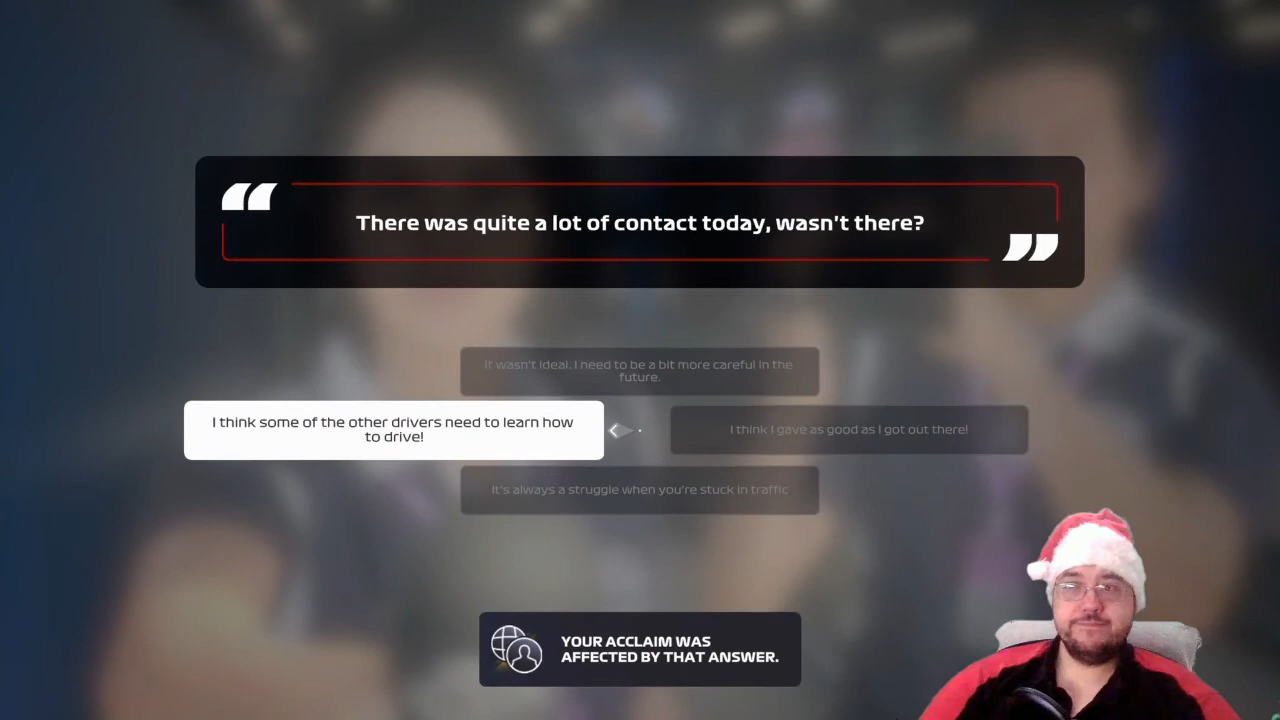 There was quite a lot of contact today, wasn't there?
It wasn't ideal. I need to be a bit more careful in the
future.
I think some of the other drivers need to learn how
to drive!
I think I gave as good as I got out there!
It's always a struggle when you're stuck in traffic
YOUR ACCLAIM WAS
AFFECTED BY THAT ANSWER.